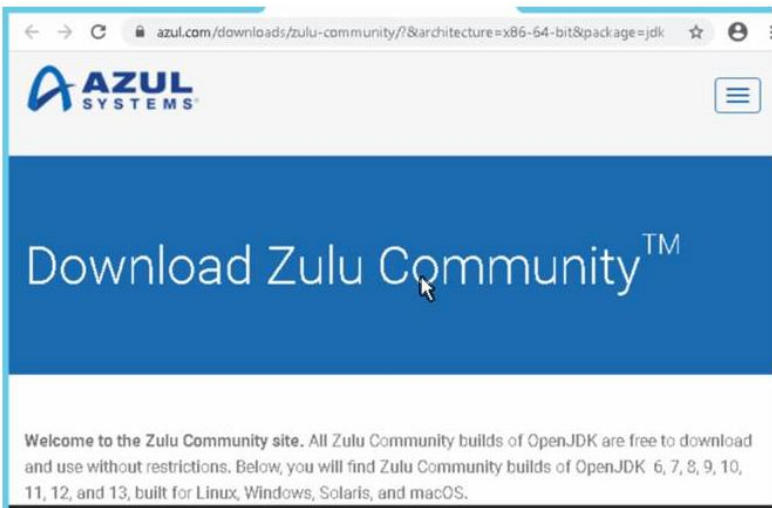 azul.com/downloads/zulu-community/?&architecture=x86-64-bit&package=jdk
AZUL
SYSTEMS®
Download Zulu Community™
Welcome to the Zulu Community site. All Zulu Community builds of OpenJDK are free to download
and use without restrictions. Below, you will find Zulu Community builds of OpenJDK 6, 7, 8, 9, 10,
11, 12, and 13, built for Linux, Windows, Solaris, and macOS.